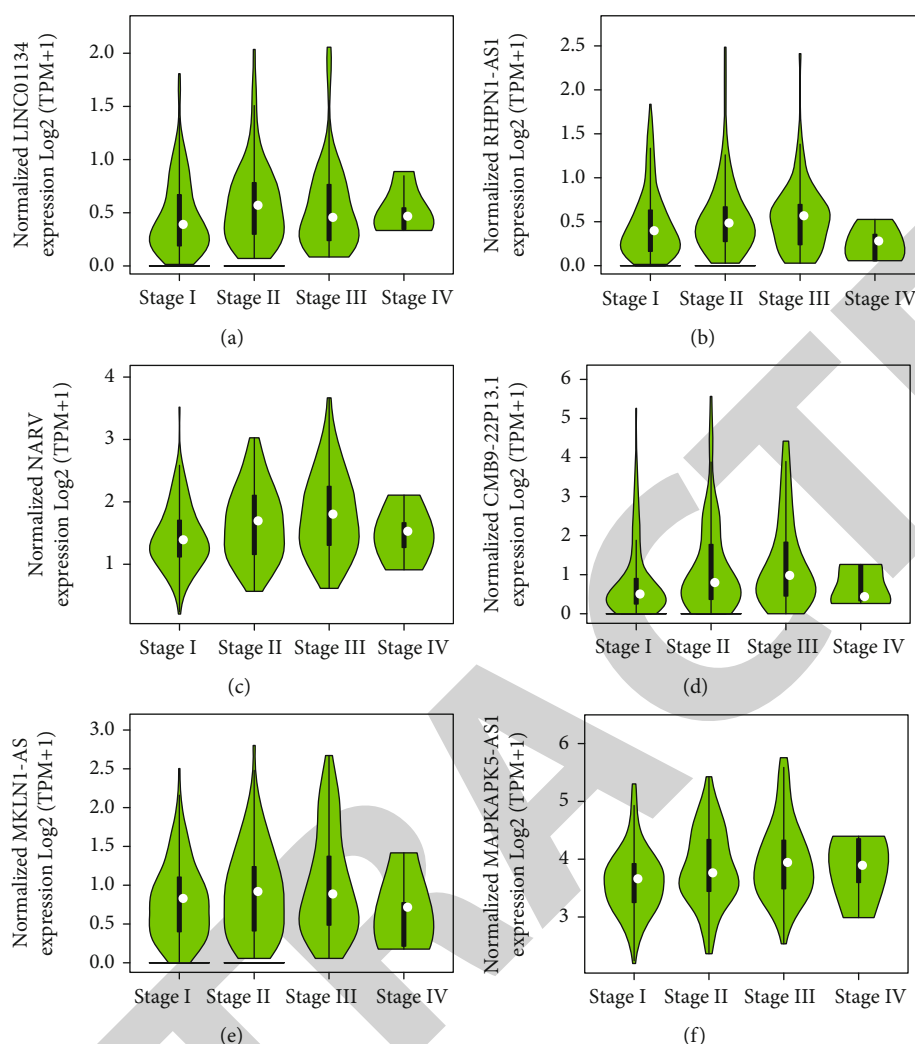 Normalized LINC01134
expression Log2 (TPM+1)
2.0
1.5
1.0
0.5
0.0
Stage I Stage II Stage III Stage IV
(a)
Normalized RHPN1-AS1
expression Log2 (TPM+1)
2.5
2.0
1.5
1.0
0.5
0.0
Stage I Stage II Stage III Stage IV
(b)
Normalized NARV
expression Log2 (TPM+1)
4
3
2
1
Stage I Stage II Stage III Stage IV
(c)
Normalized CMB9-22P13.1
expression Log2 (TPM+1)
6
5
4
3
2
1
0
Stage I Stage II Stage III Stage IV
(d)
Normalized MKLN1-AS
expression Log2 (TPM+1)
3.0
2.5
2.0
1.5
1.0
0.5
0.0
Stage I Stage II Stage III Stage IV
(e)
Normalized MAPKAPK5-AS1
expression Log2 (TPM+1)
6
5
4
3
Stage I Stage II Stage III Stage IV
(f)
TRACT